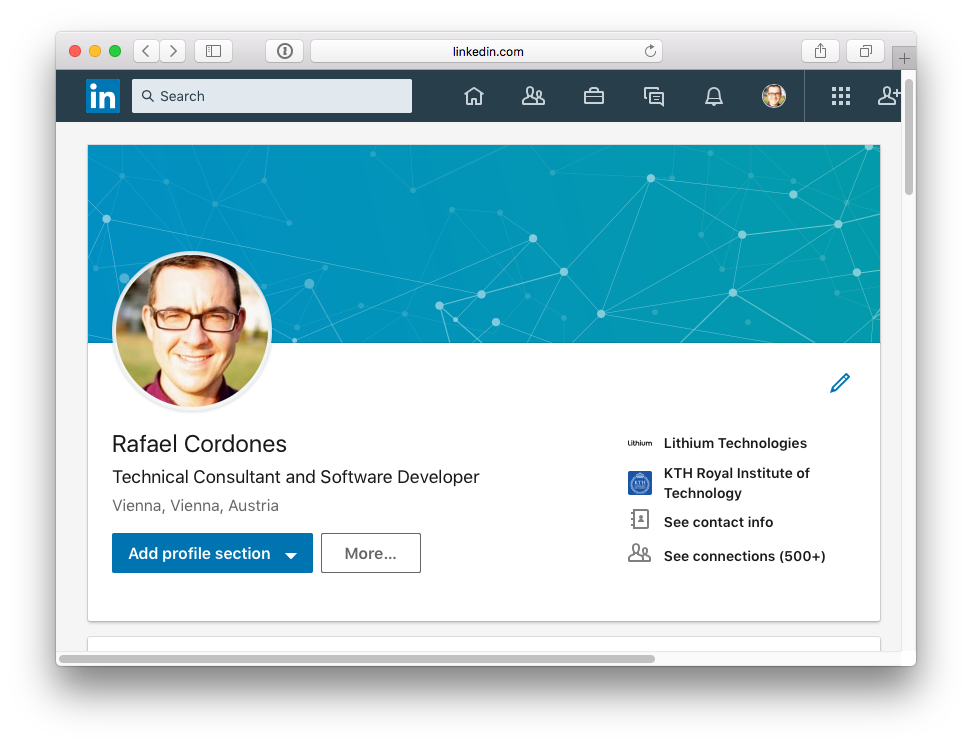 linkedin.com
in
Search
Rafael Cordones
Technical Consultant and Software Developer
Vienna, Vienna, Austria
Add profile section
More...
Lithium
Lithium Technologies
KTH
KTH Royal Institute of
Technology
See contact info
See connections (500+)